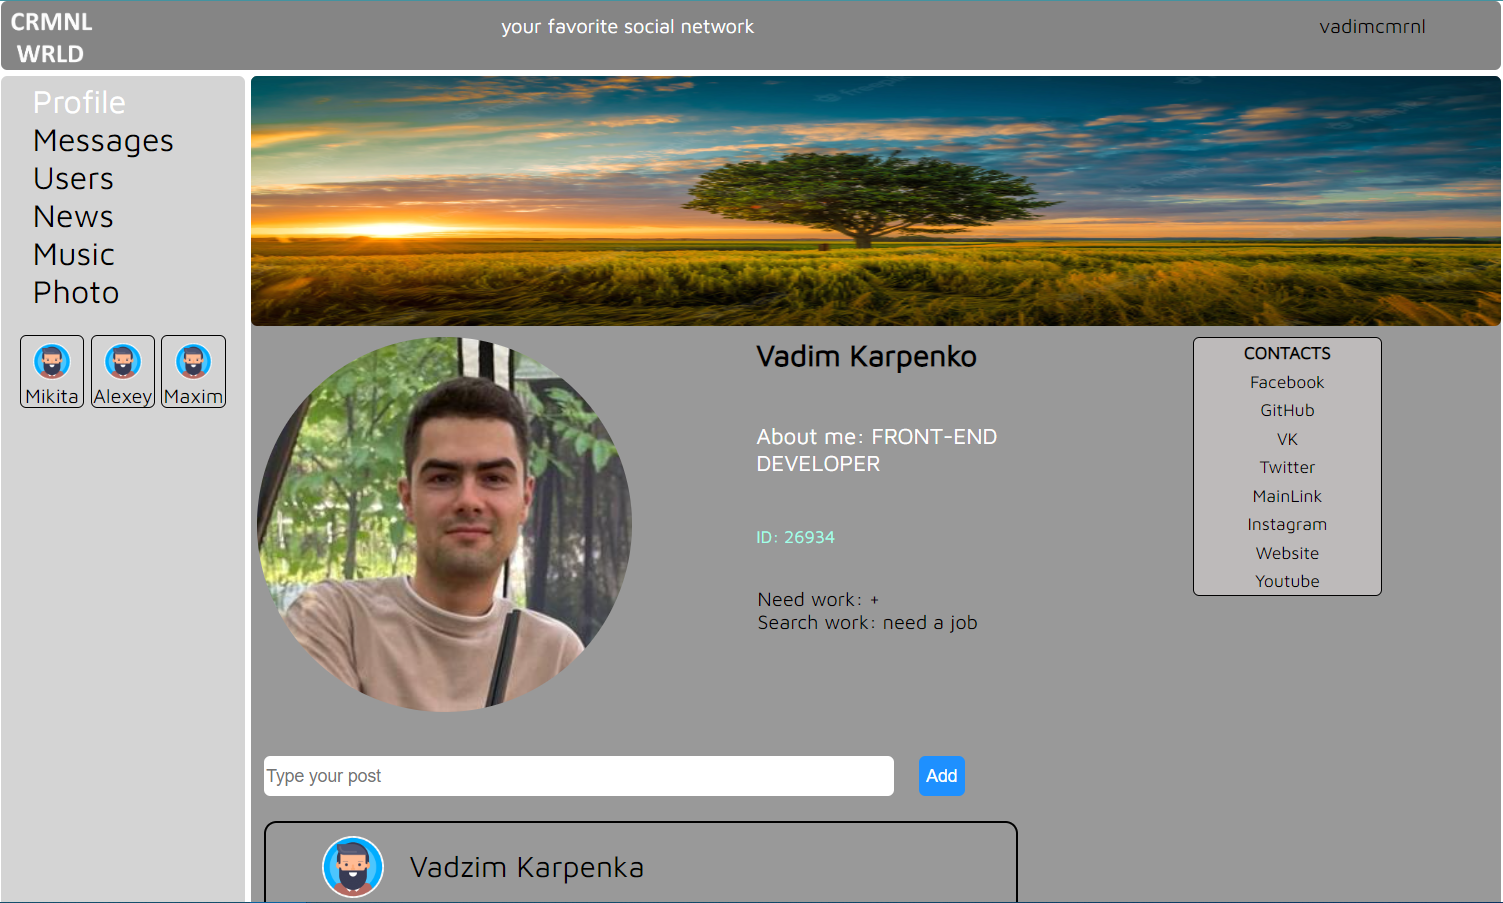 CRMNL
WRLD
your favorite social network
vadimcmrnl
Profile
Messages
Users
News
Music
Photo
Mikita
Alexey
Maxim
Vadim Karpenko
About me: FRONT-END
DEVELOPER
ID: 26934
Need work: +
Search work: need a job
CONTACTS
Facebook
GitHub
VK
Twitter
MainLink
Instagram
Website
Youtube
Type your post
Add
Vadzim Karpenka